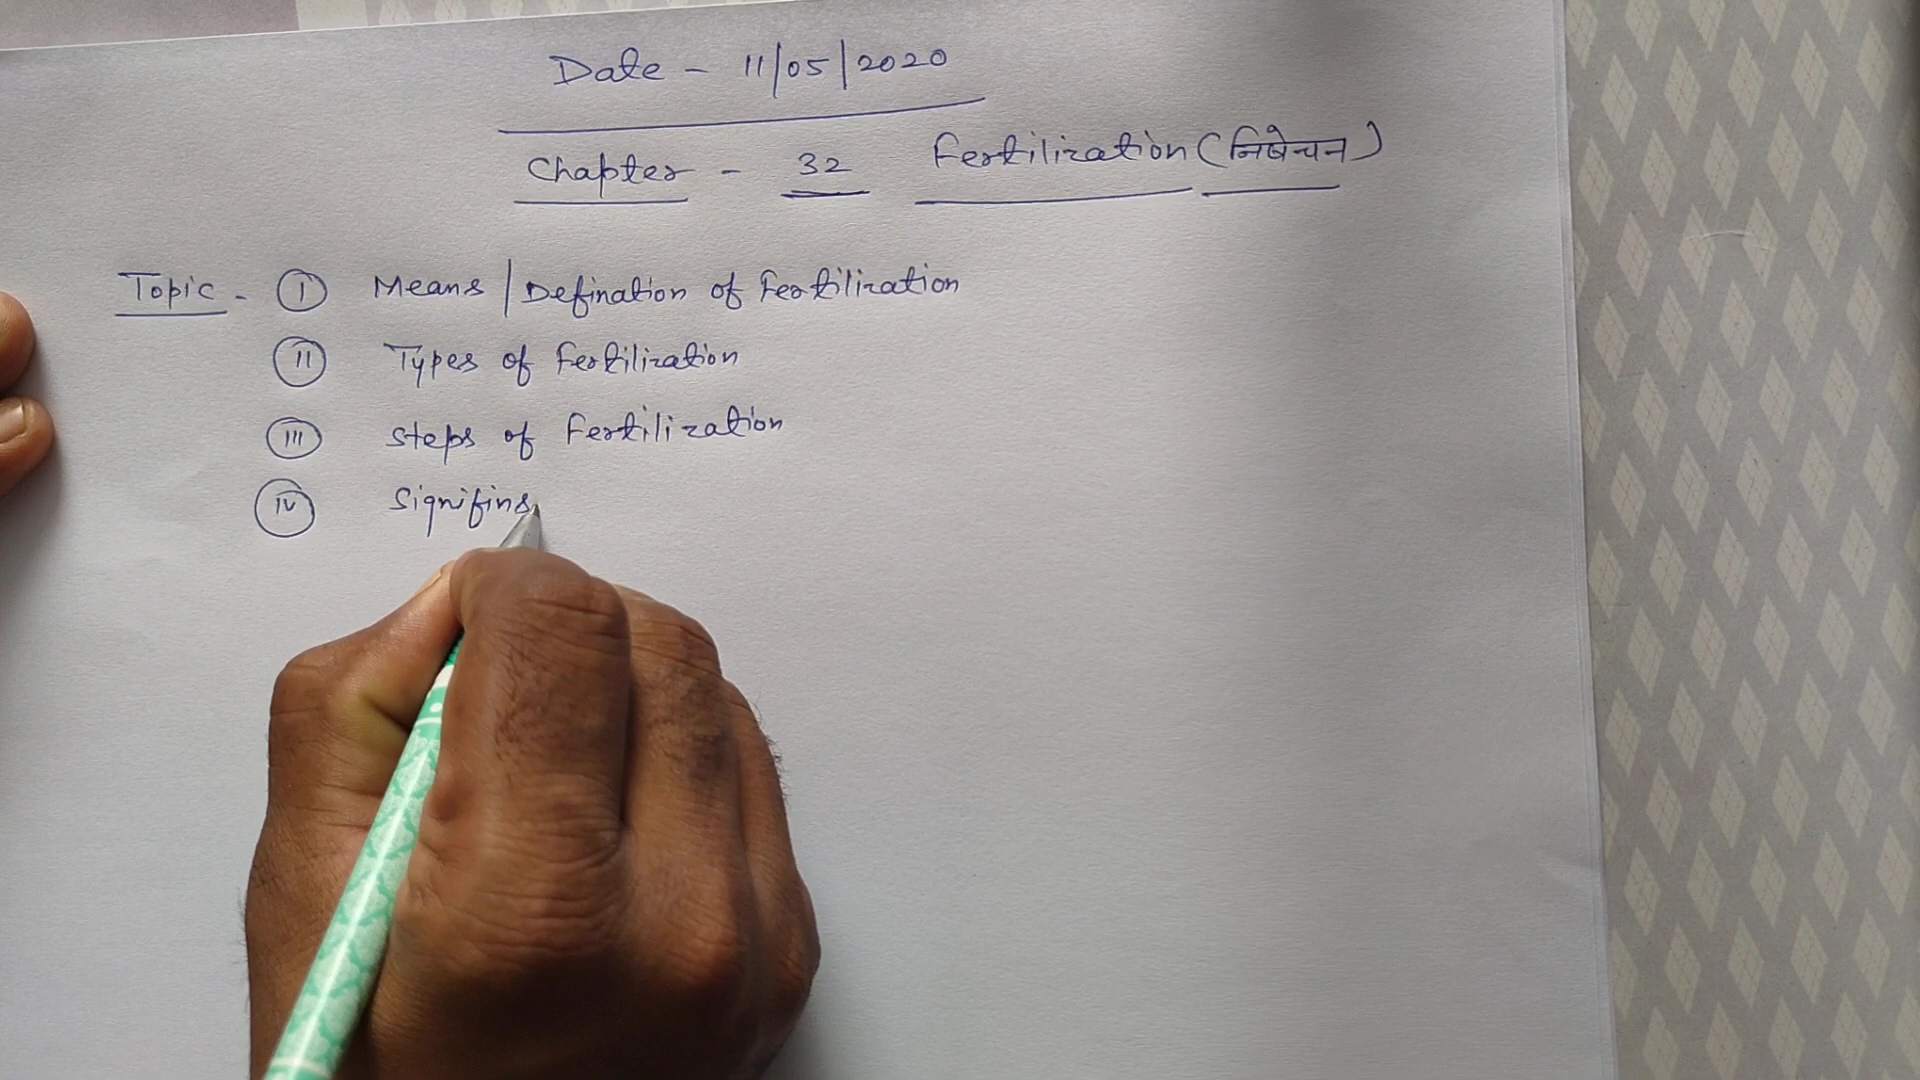 Date - 11/05/2020
Chapter - 32 Fertilization (निषेचन)
Topic - I Means / Defination of Fertilization
II Types of Fertilization
III Steps of Fertilization
IV Signifins